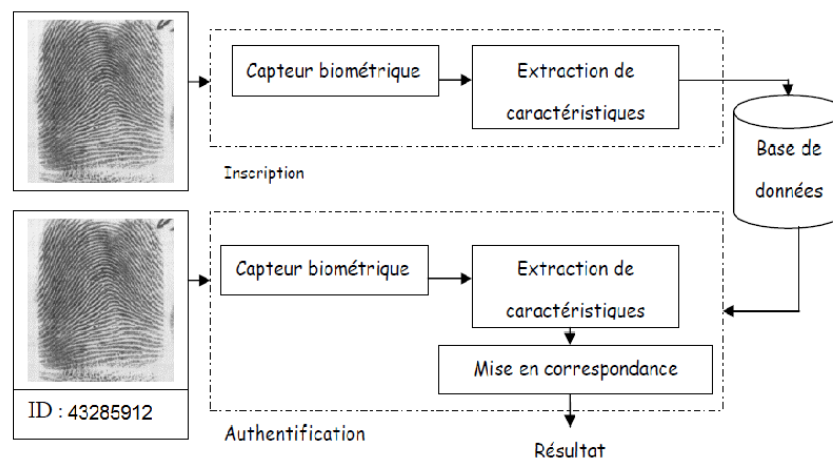 Capteur biométrique
Extraction de
caractéristiques
Inscription
Base de
données
Capteur biométrique
Extraction de
caractéristiques
Mise en correspondance
ID : 43285912
Authentification
Résultat